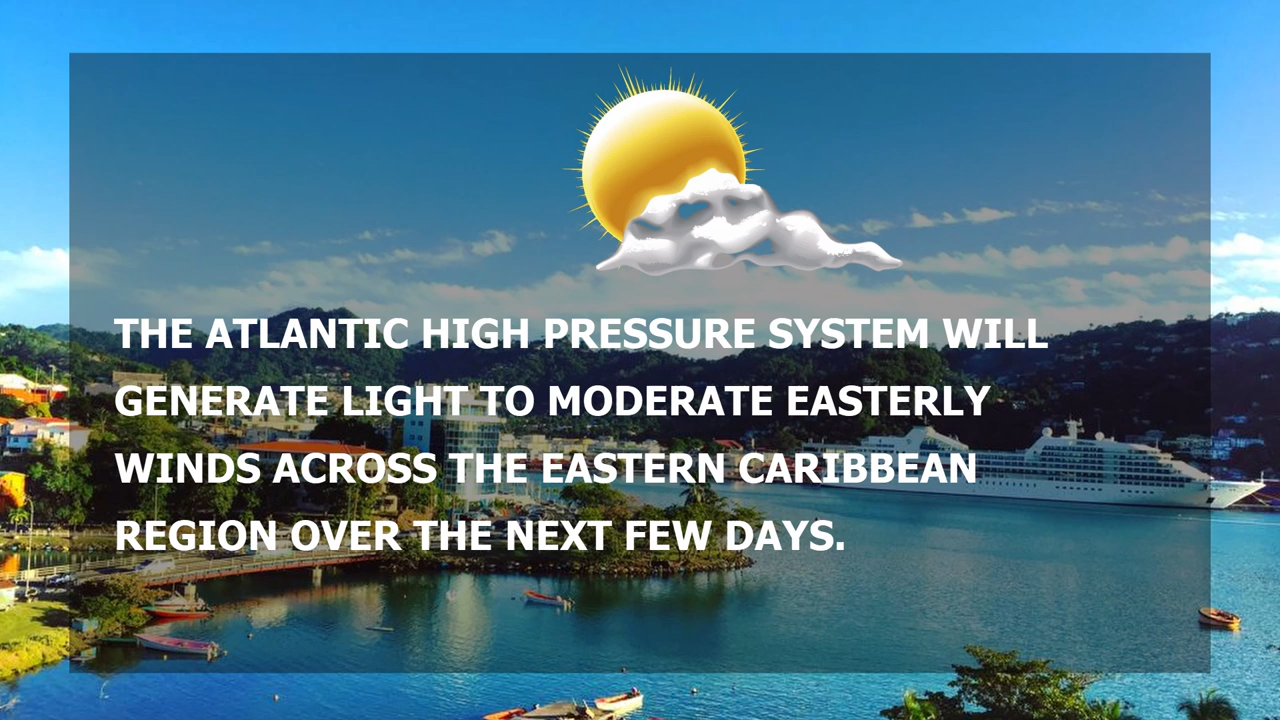 THE ATLANTIC HIGH PRESSURE SYSTEM WILL
GENERATE LIGHT TO MODERATE EASTERLY
WINDS ACROSS THE EASTERN CARIBBEAN
REGION OVER THE NEXT FEW DAYS.